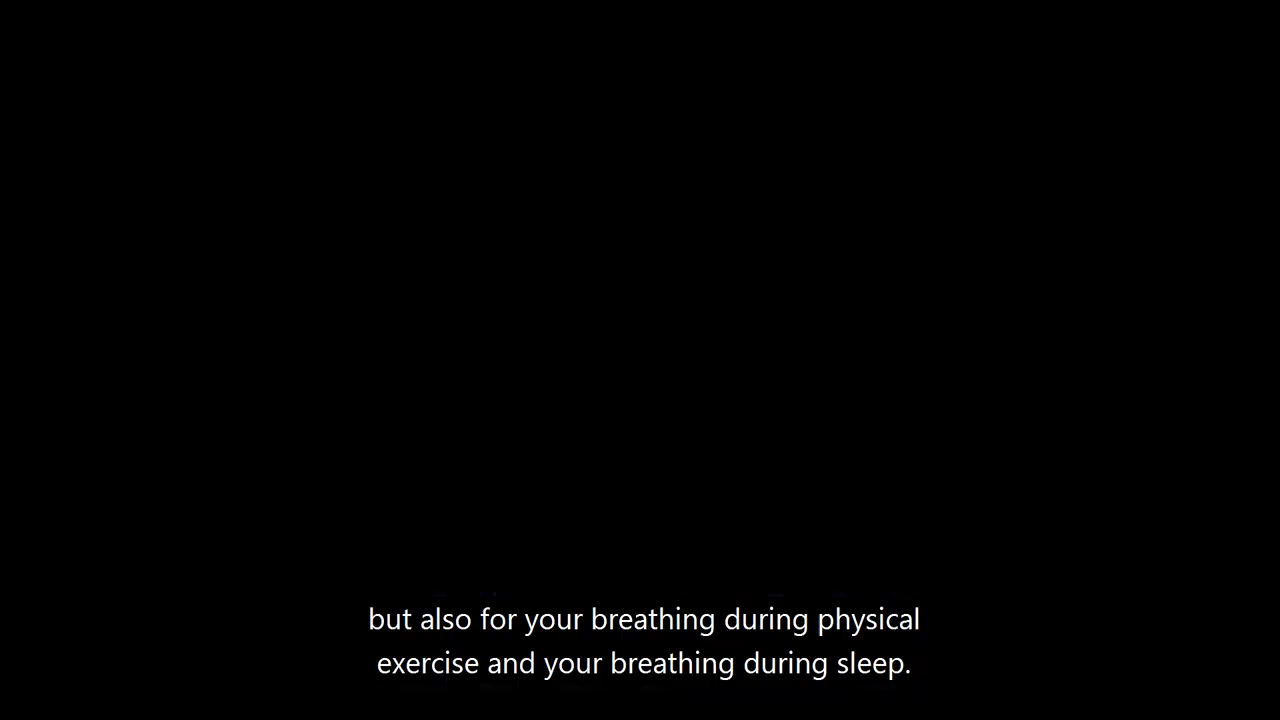 but also for your breathing during physical
exercise and your breathing during sleep.